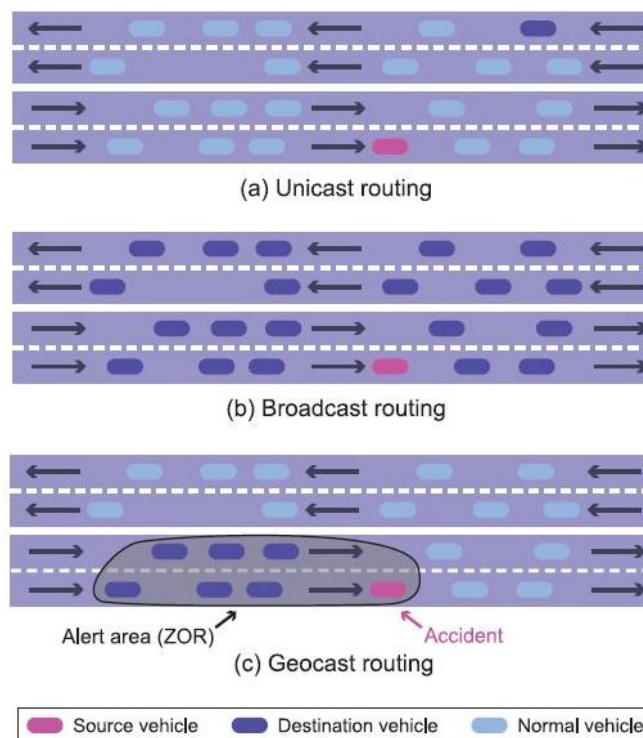 (a) Unicast routing
(b) Broadcast routing
Alert area (ZOR)
Accident
(c) Geocast routing
Source vehicle Destination vehicle Normal vehicle